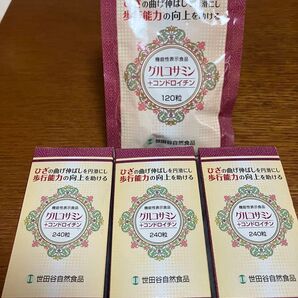 機能性表示食品
ひざの曲げ伸ばしを円滑にし
歩行能力の向上を助ける
グルコサミン
+コンドロイチン
120粒
ひざの曲げ伸ばしを円滑にし
歩行能力の向上を助ける
機能性表示食品
グルコサミン
+コンドロイチン
240粒
世田谷自然食品
ひざの曲げ伸ばしを円滑にし
歩行能力の向上を助ける
機能性表示食品
グルコサミン
+コンドロイチン
240粒
世田谷自然食品
ひざの曲げ伸ばしを円滑にし
歩行能力の向上を助ける
機能性表示食品
グルコサミン
+コンドロイチン
240粒
世田谷自然食品